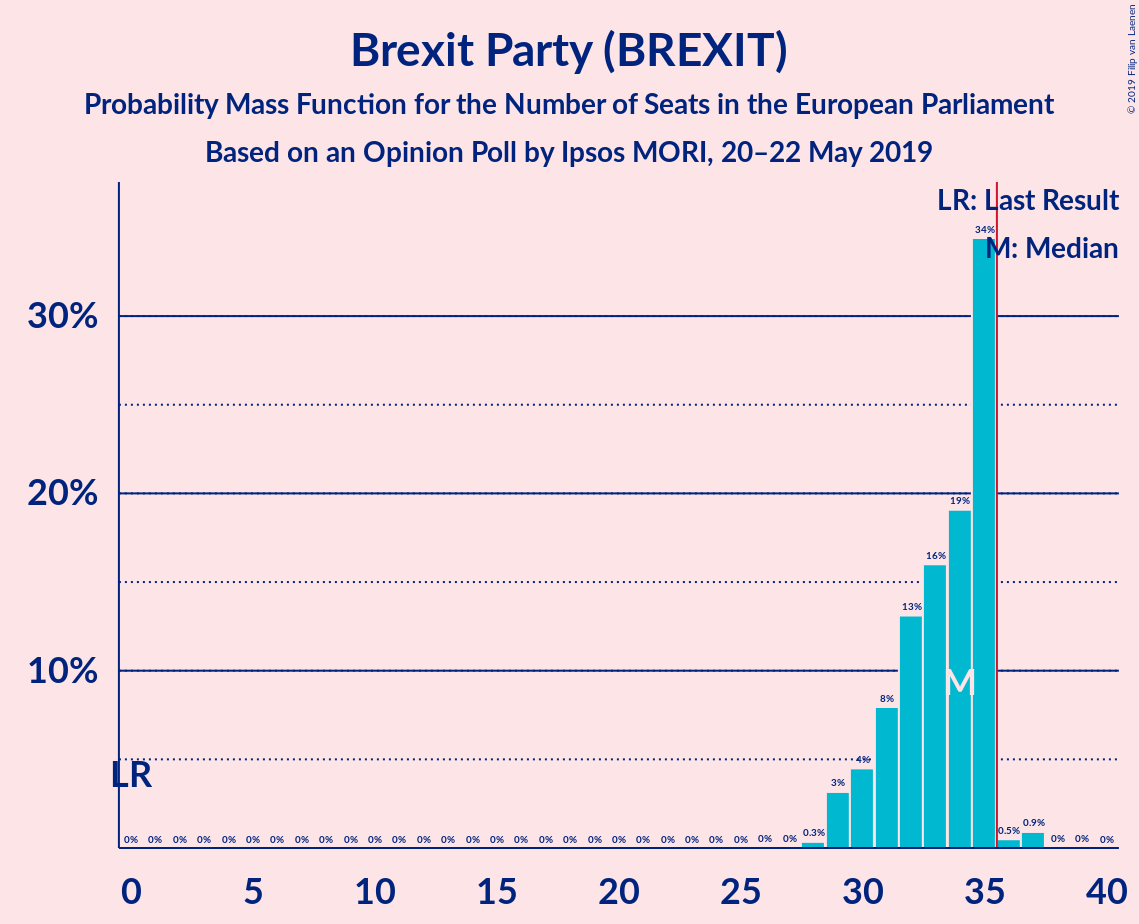 Brexit Party (BREXIT)
Probability Mass Function for the Number of Seats in the European Parliament
Based on an Opinion Poll by Ipsos MORI, 20–22 May 2019
© 2019 Filip van Laenen
LR: Last Result
M: Median
34%
30%
20%
19%
16%
13%
10%
M
8%
4%
LR
3%
0% 0% 0% 0% 0% 0% 0% 0% 0% 0% 0% 0% 0% 0% 0% 0% 0% 0% 0% 0% 0% 0% 0% 0% 0% 0% 0% 0% 0.3% 0.5% 0.9% 0% 0% 0%
0 5 10 15 20 25 30 35 40